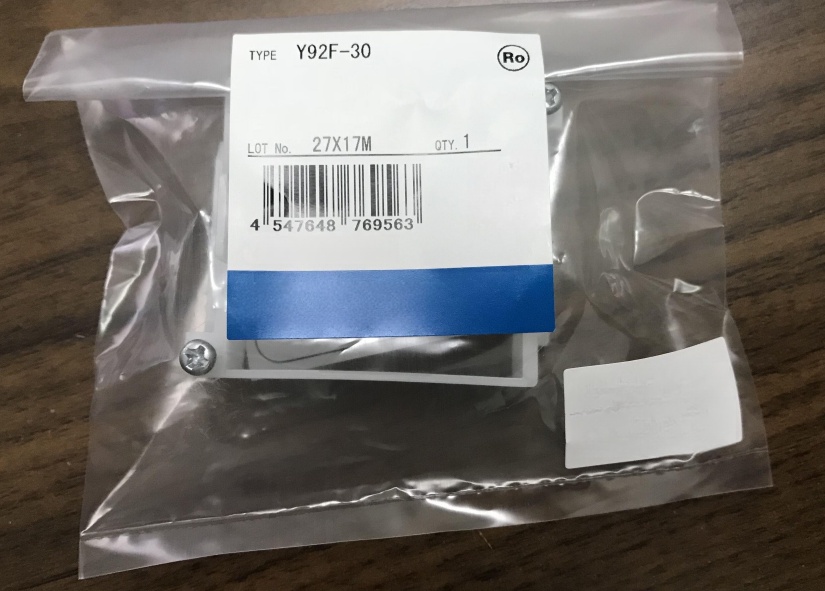 TYPE Y92F-30
Ro
LOT No. 27X17M QTY. 1
4 547648 769563